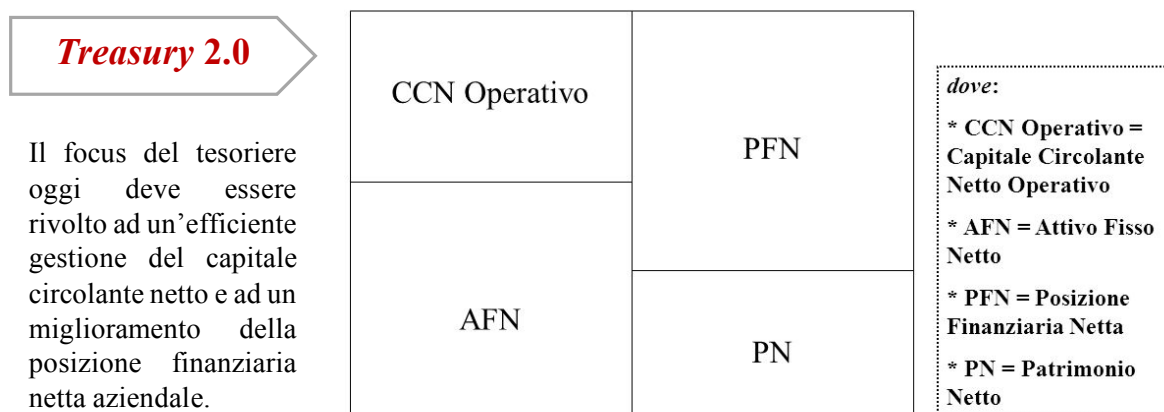 Treasury 2.0
Il focus del tesoriere
oggi deve essere
rivolto ad un’efficiente
gestione del capitale
circolante netto e ad un
miglioramento della
posizione finanziaria
netta aziendale.
CCN Operativo
PFN
AFN
PN
dove:
* CCN Operativo =
Capitale Circolante
Netto Operativo
* AFN = Attivo Fisso
Netto
* PFN = Posizione
Finanziaria Netta
* PN = Patrimonio
Netto